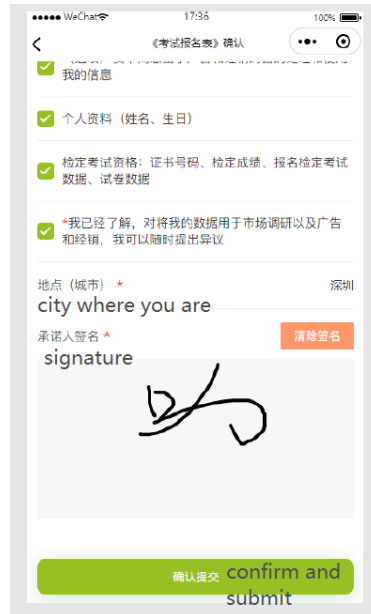 WeChat 17:36 100%
《考试报名表》确认
我的信息
个人资料（姓名、生日）
检定考试资格：证书号码、检定成绩、报名检定考试
数据、试卷数据
*我已经了解，对将我的数据用于市场调研以及广告
和经销，我可以随时提出异议
地点（城市） * 深圳
city where you are
承诺人签名 * 清除签名
signature
确认提交 confirm and
submit